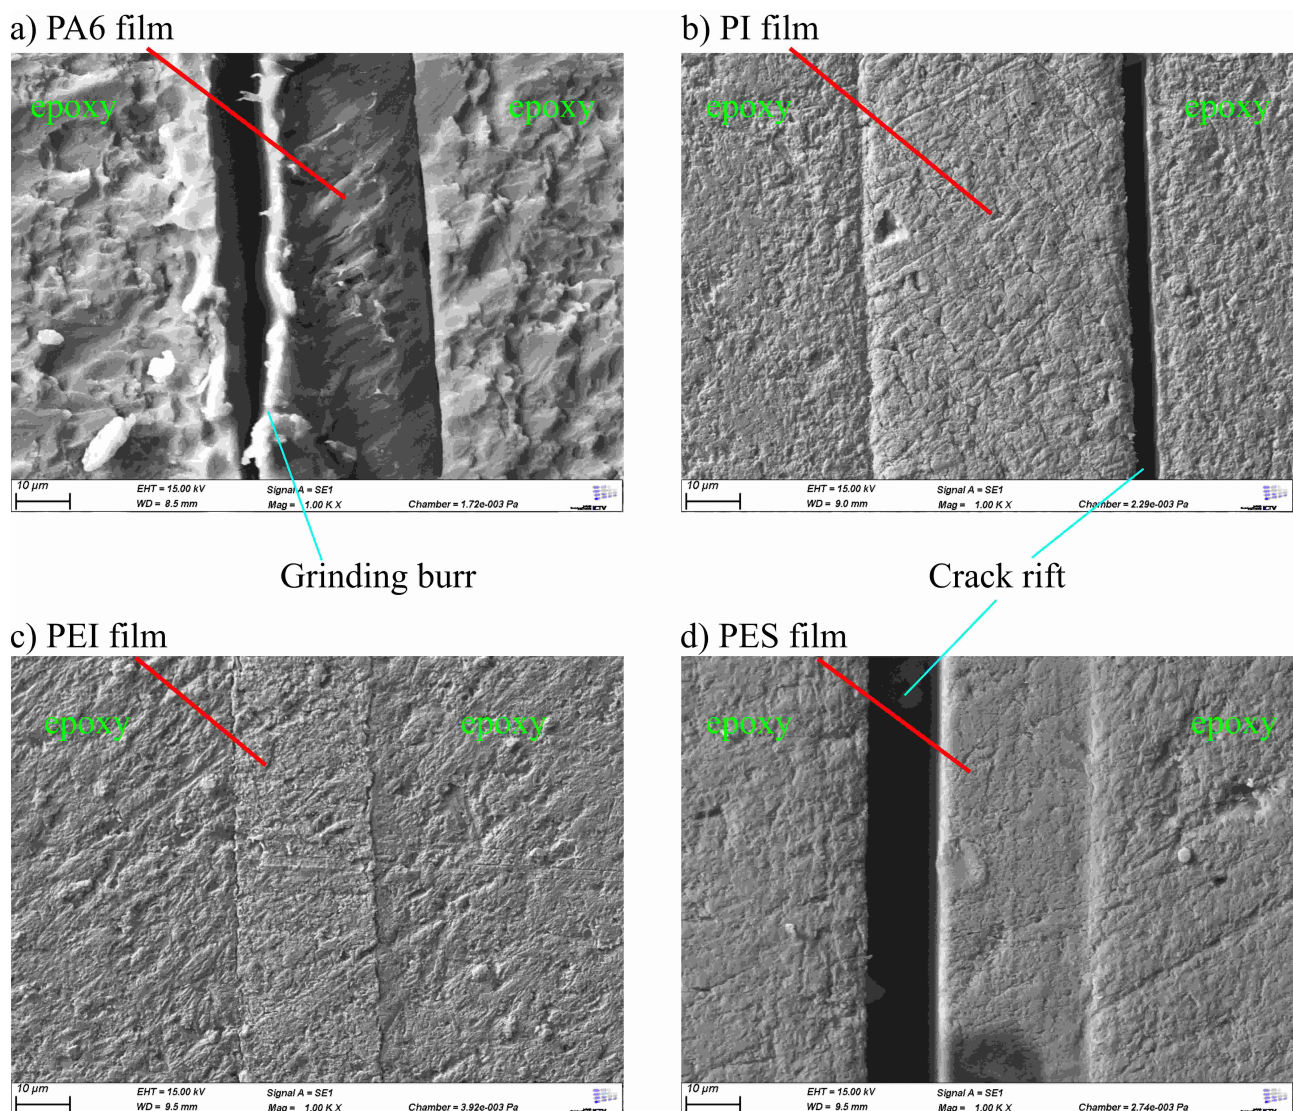 a) PA6 film
b) PI film
epoxy
epoxy
epoxy
epoxy
10 μm
EHT = 15.00 kV
Signal A = SE1
WD = 8.5 mm
Mag = 1.00 K X
Chamber = 1.72e-003 Pa
10 μm
EHT = 15.00 kV
Signal A = SE1
WD = 9.0 mm
Mag = 1.00 K X
Chamber = 2.29e-003 Pa
Grinding burr
Crack rift
c) PEI film
d) PES film
epoxy
epoxy
epoxy
epoxy
10 μm
EHT = 15.00 kV
Signal A = SE1
WD = 9.5 mm
Mag = 1.00 K X
Chamber = 3.92e-003 Pa
10 μm
EHT = 15.00 kV
Signal A = SE1
WD = 9.5 mm
Mag = 1.00 K X
Chamber = 2.74e-003 Pa